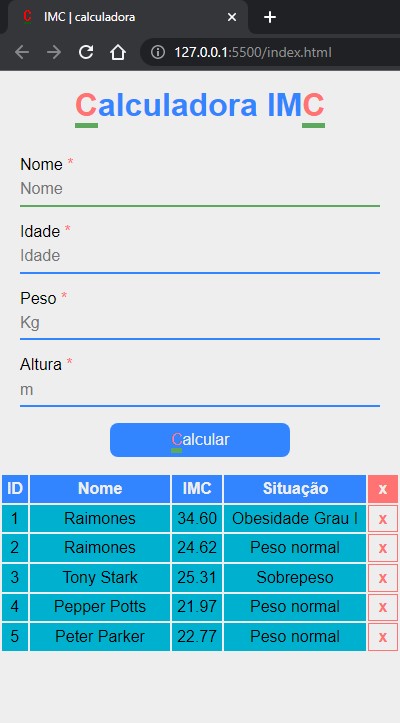 C IMC | calculadora
127.0.0.1:5500/index.html
Calculadora IMC
Nome *
Nome
Idade *
Idade
Peso *
Kg
Altura *
m
Calcular
ID Nome IMC Situação x
1 Raimones 34.60 Obesidade Grau I x
2 Raimones 24.62 Peso normal x
3 Tony Stark 25.31 Sobrepeso x
4 Pepper Potts 21.97 Peso normal x
5 Peter Parker 22.77 Peso normal x